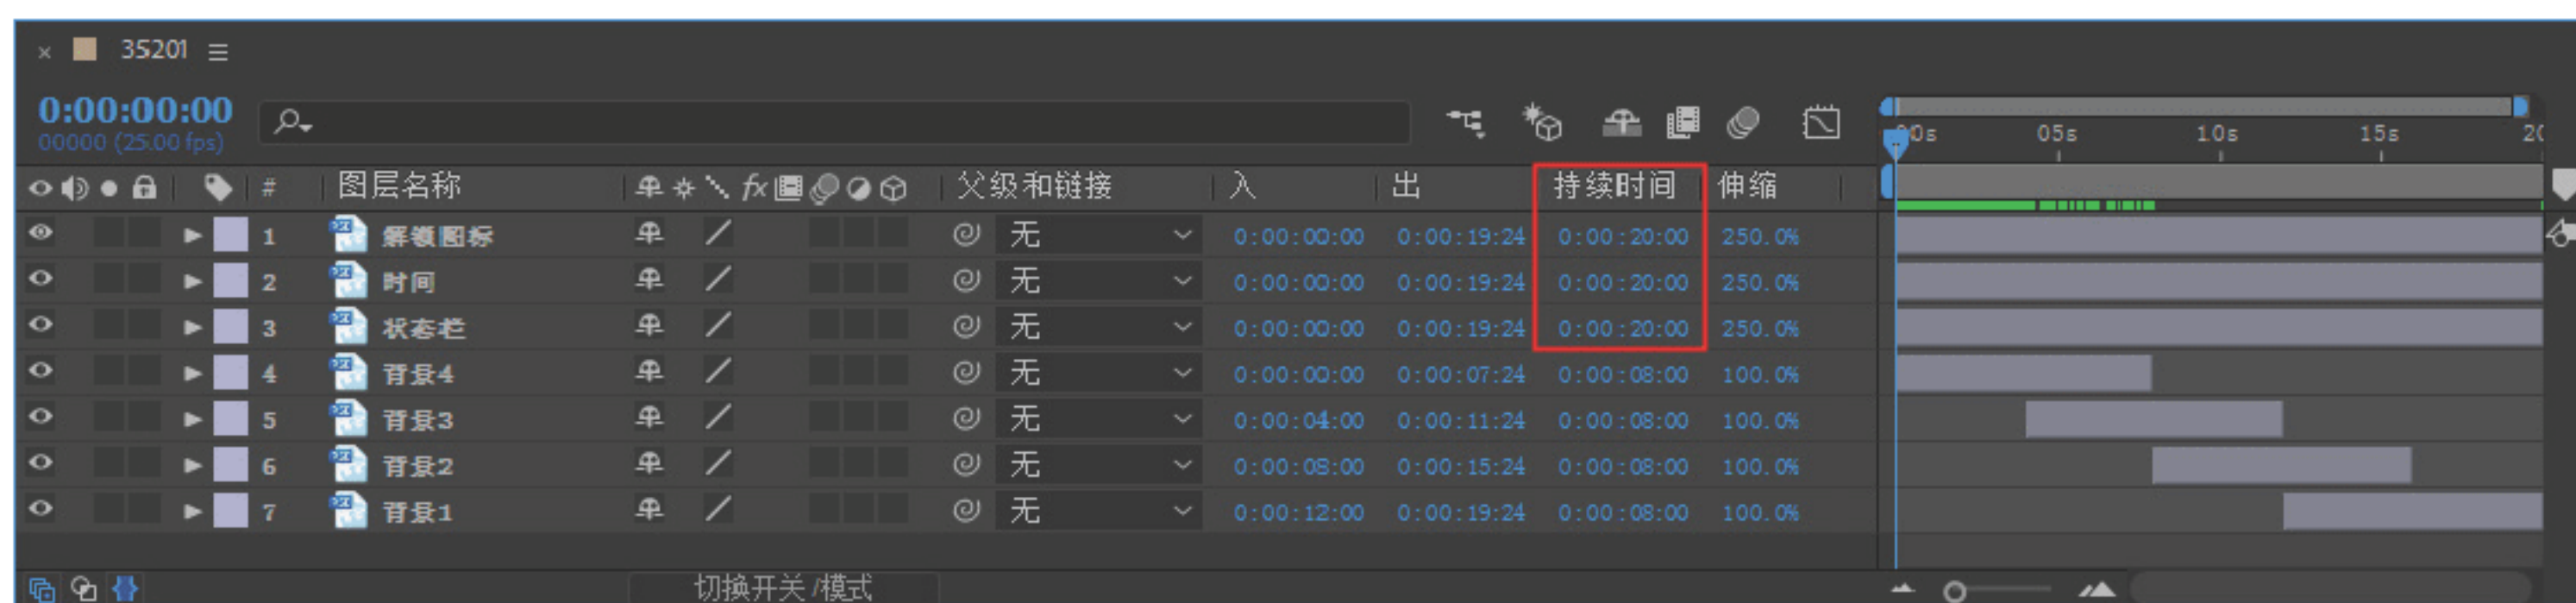 35201
0:00:00:00
00000 (25.00 fps)
00s 05s 10s 15s 20
# 图层名称 fx 父级和链接 入 出 持续时间 伸缩
1 解锁图标 无 0:00:00:00 0:00:19:24 0:00:20:00 250.0%
2 时间 无 0:00:00:00 0:00:19:24 0:00:20:00 250.0%
3 状态栏 无 0:00:00:00 0:00:19:24 0:00:20:00 250.0%
4 背景4 无 0:00:00:00 0:00:07:24 0:00:08:00 100.0%
5 背景3 无 0:00:04:00 0:00:11:24 0:00:08:00 100.0%
6 背景2 无 0:00:08:00 0:00:15:24 0:00:08:00 100.0%
7 背景1 无 0:00:12:00 0:00:19:24 0:00:08:00 100.0%
切换开关/模式